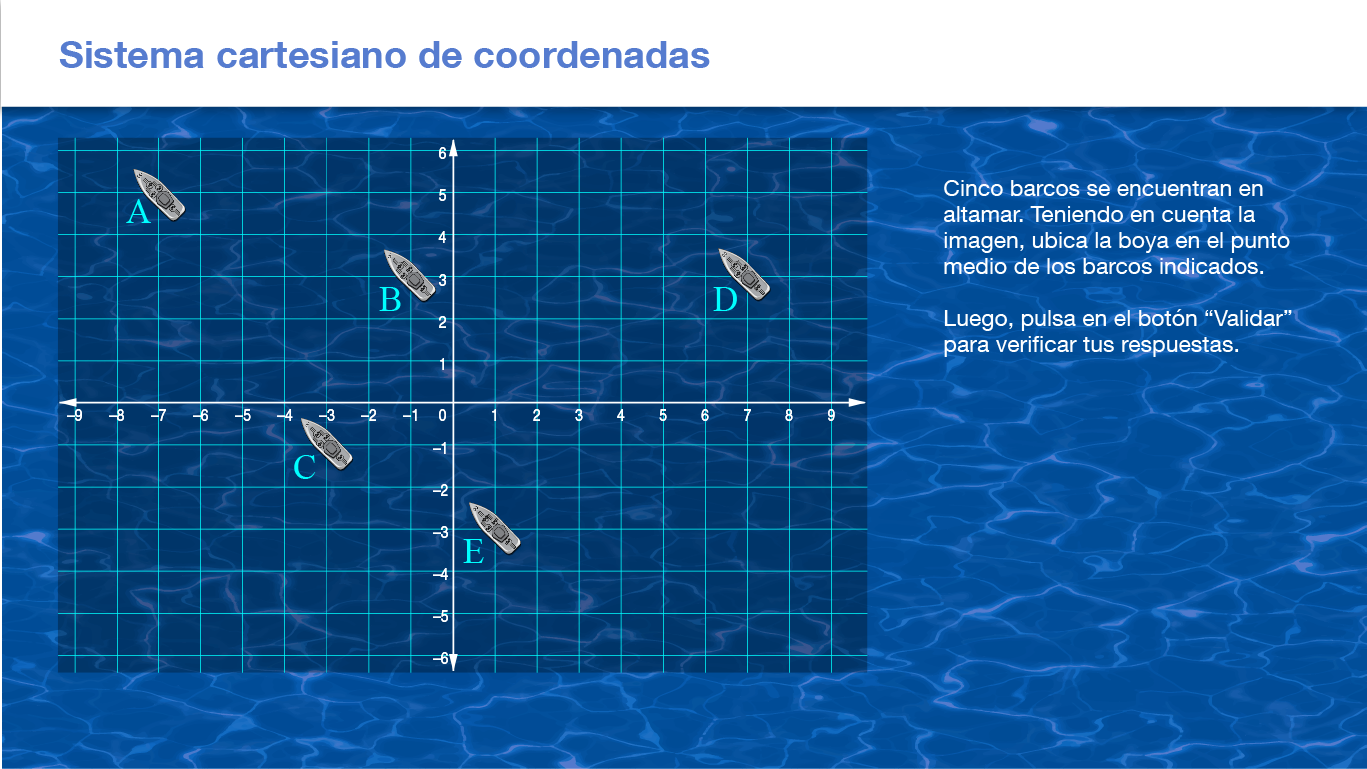 Sistema cartesiano de coordenadas
6
5
A
4
3
B
D
2
1
–9 –8 –7 –6 –5 –4 –3 –2 –1 0 1 2 3 4 5 6 7 8 9
–1
C
–2
–3
E
–4
–5
–6
Cinco barcos se encuentran en
altamar. Teniendo en cuenta la
imagen, ubica la boya en el punto
medio de los barcos indicados.
Luego, pulsa en el botón “Validar”
para verificar tus respuestas.